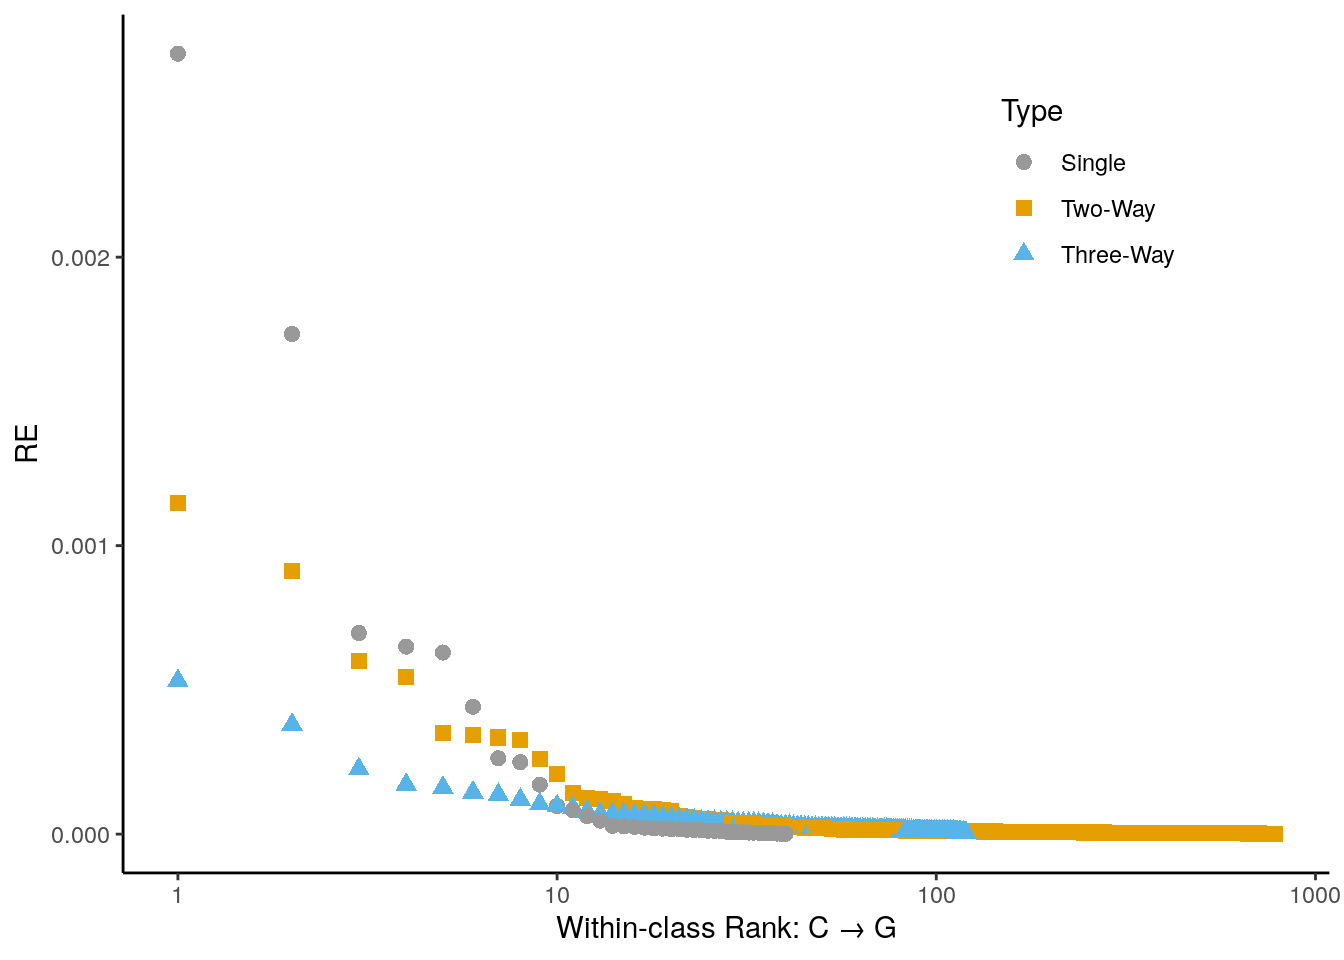 Type
Single
Two-Way
Three-Way
RE
0.002
0.001
0.000
1
10
100
1000
Within-class Rank: C → G